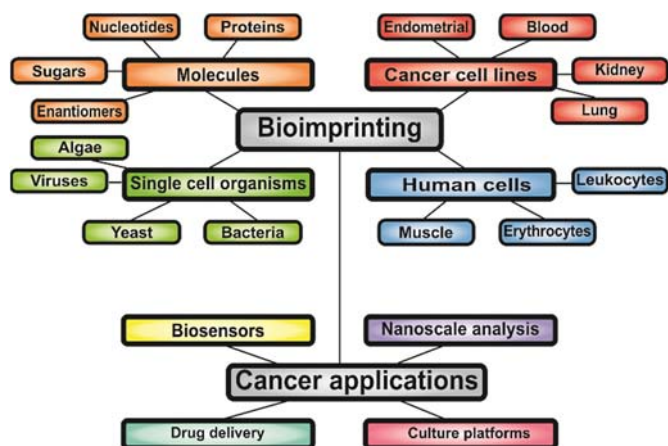 Nucleotides
Proteins
Endometrial
Blood
Sugars
Molecules
Cancer cell lines
Kidney
Enantiomers
Lung
Bioimprinting
Algae
Viruses
Single cell organisms
Human cells
Leukocytes
Yeast
Bacteria
Muscle
Erythrocytes
Biosensors
Nanoscale analysis
Cancer applications
Drug delivery
Culture platforms